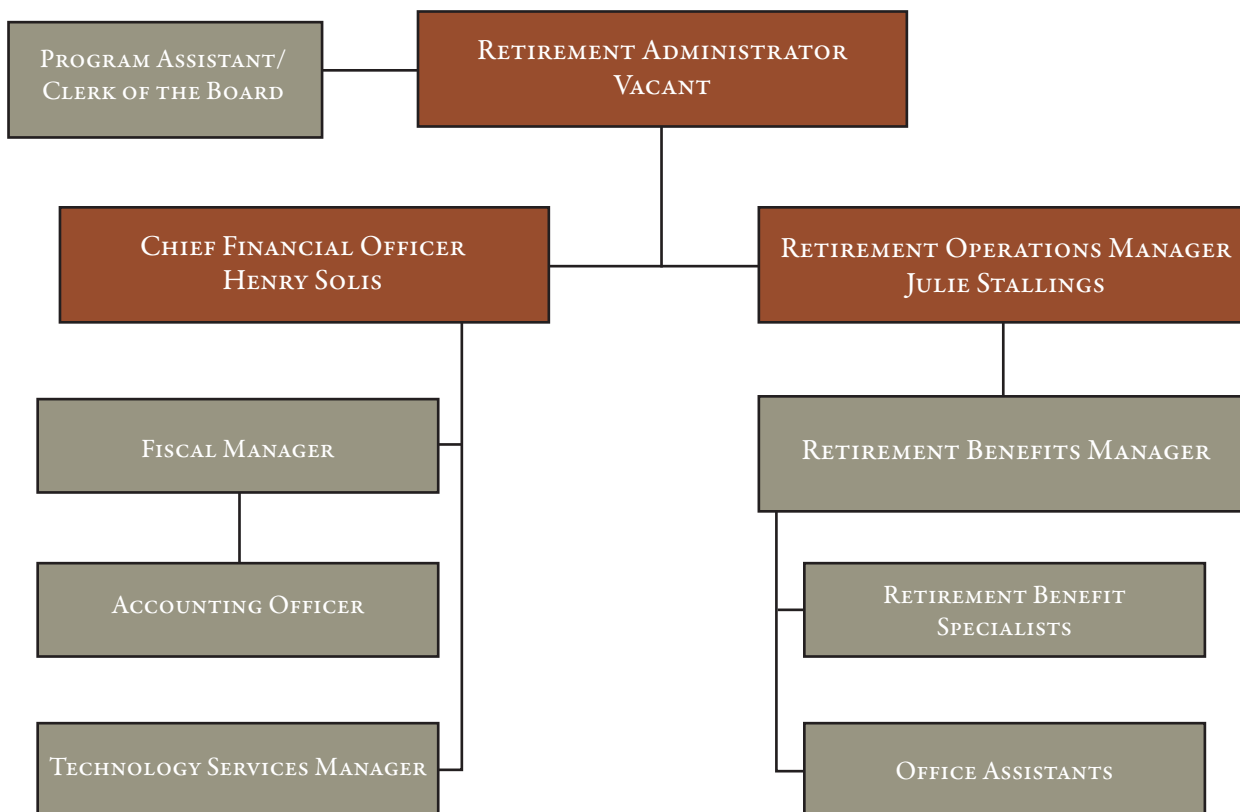 Program Assistant/
Clerk of the Board
Retirement Administrator
Vacant
Chief Financial Officer
Henry Solis
Retirement Operations Manager
Julie Stallings
Fiscal Manager
Retirement Benefits Manager
Accounting Officer
Retirement Benefit
Specialists
Technology Services Manager
Office Assistants